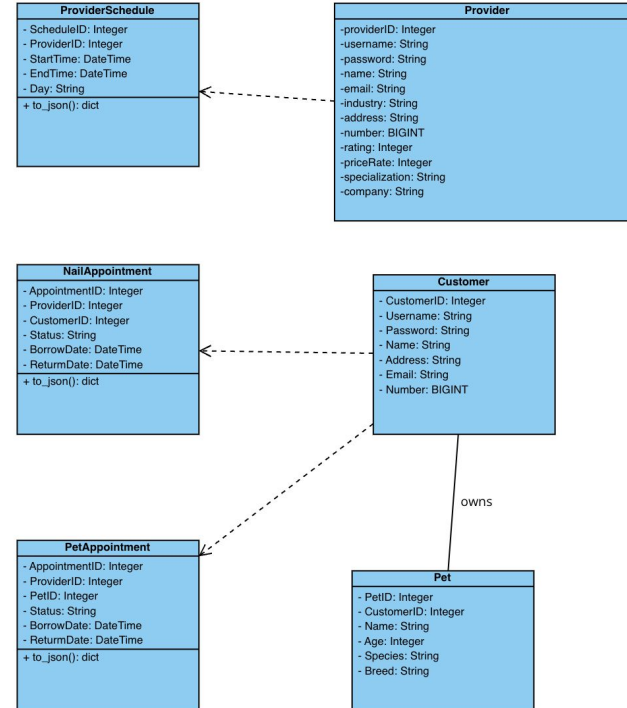 ProviderSchedule
- ScheduleID: Integer
- ProviderID: Integer
- StartTime: DateTime
- EndTime: DateTime
- Day: String
+ to_json(): dict
Provider
-providerID: Integer
-username: String
-password: String
-name: String
-email: String
-industry: String
-address: String
-number: BIGINT
-rating: Integer
-priceRate: Integer
-specialization: String
-company: String
NailAppointment
- AppointmentID: Integer
- ProviderID: Integer
- CustomerID: Integer
- Status: String
- BorrowDate: DateTime
- ReturmDate: DateTime
+ to_json(): dict
Customer
- CustomerID: Integer
- Username: String
- Password: String
- Name: String
- Address: String
- Email: String
- Number: BIGINT
owns
PetAppointment
- AppointmentID: Integer
- ProviderID: Integer
- PetID: Integer
- Status: String
- BorrowDate: DateTime
- ReturmDate: DateTime
+ to_json(): dict
Pet
- PetID: Integer
- CustomerID: Integer
- Name: String
- Age: Integer
- Species: String
- Breed: String